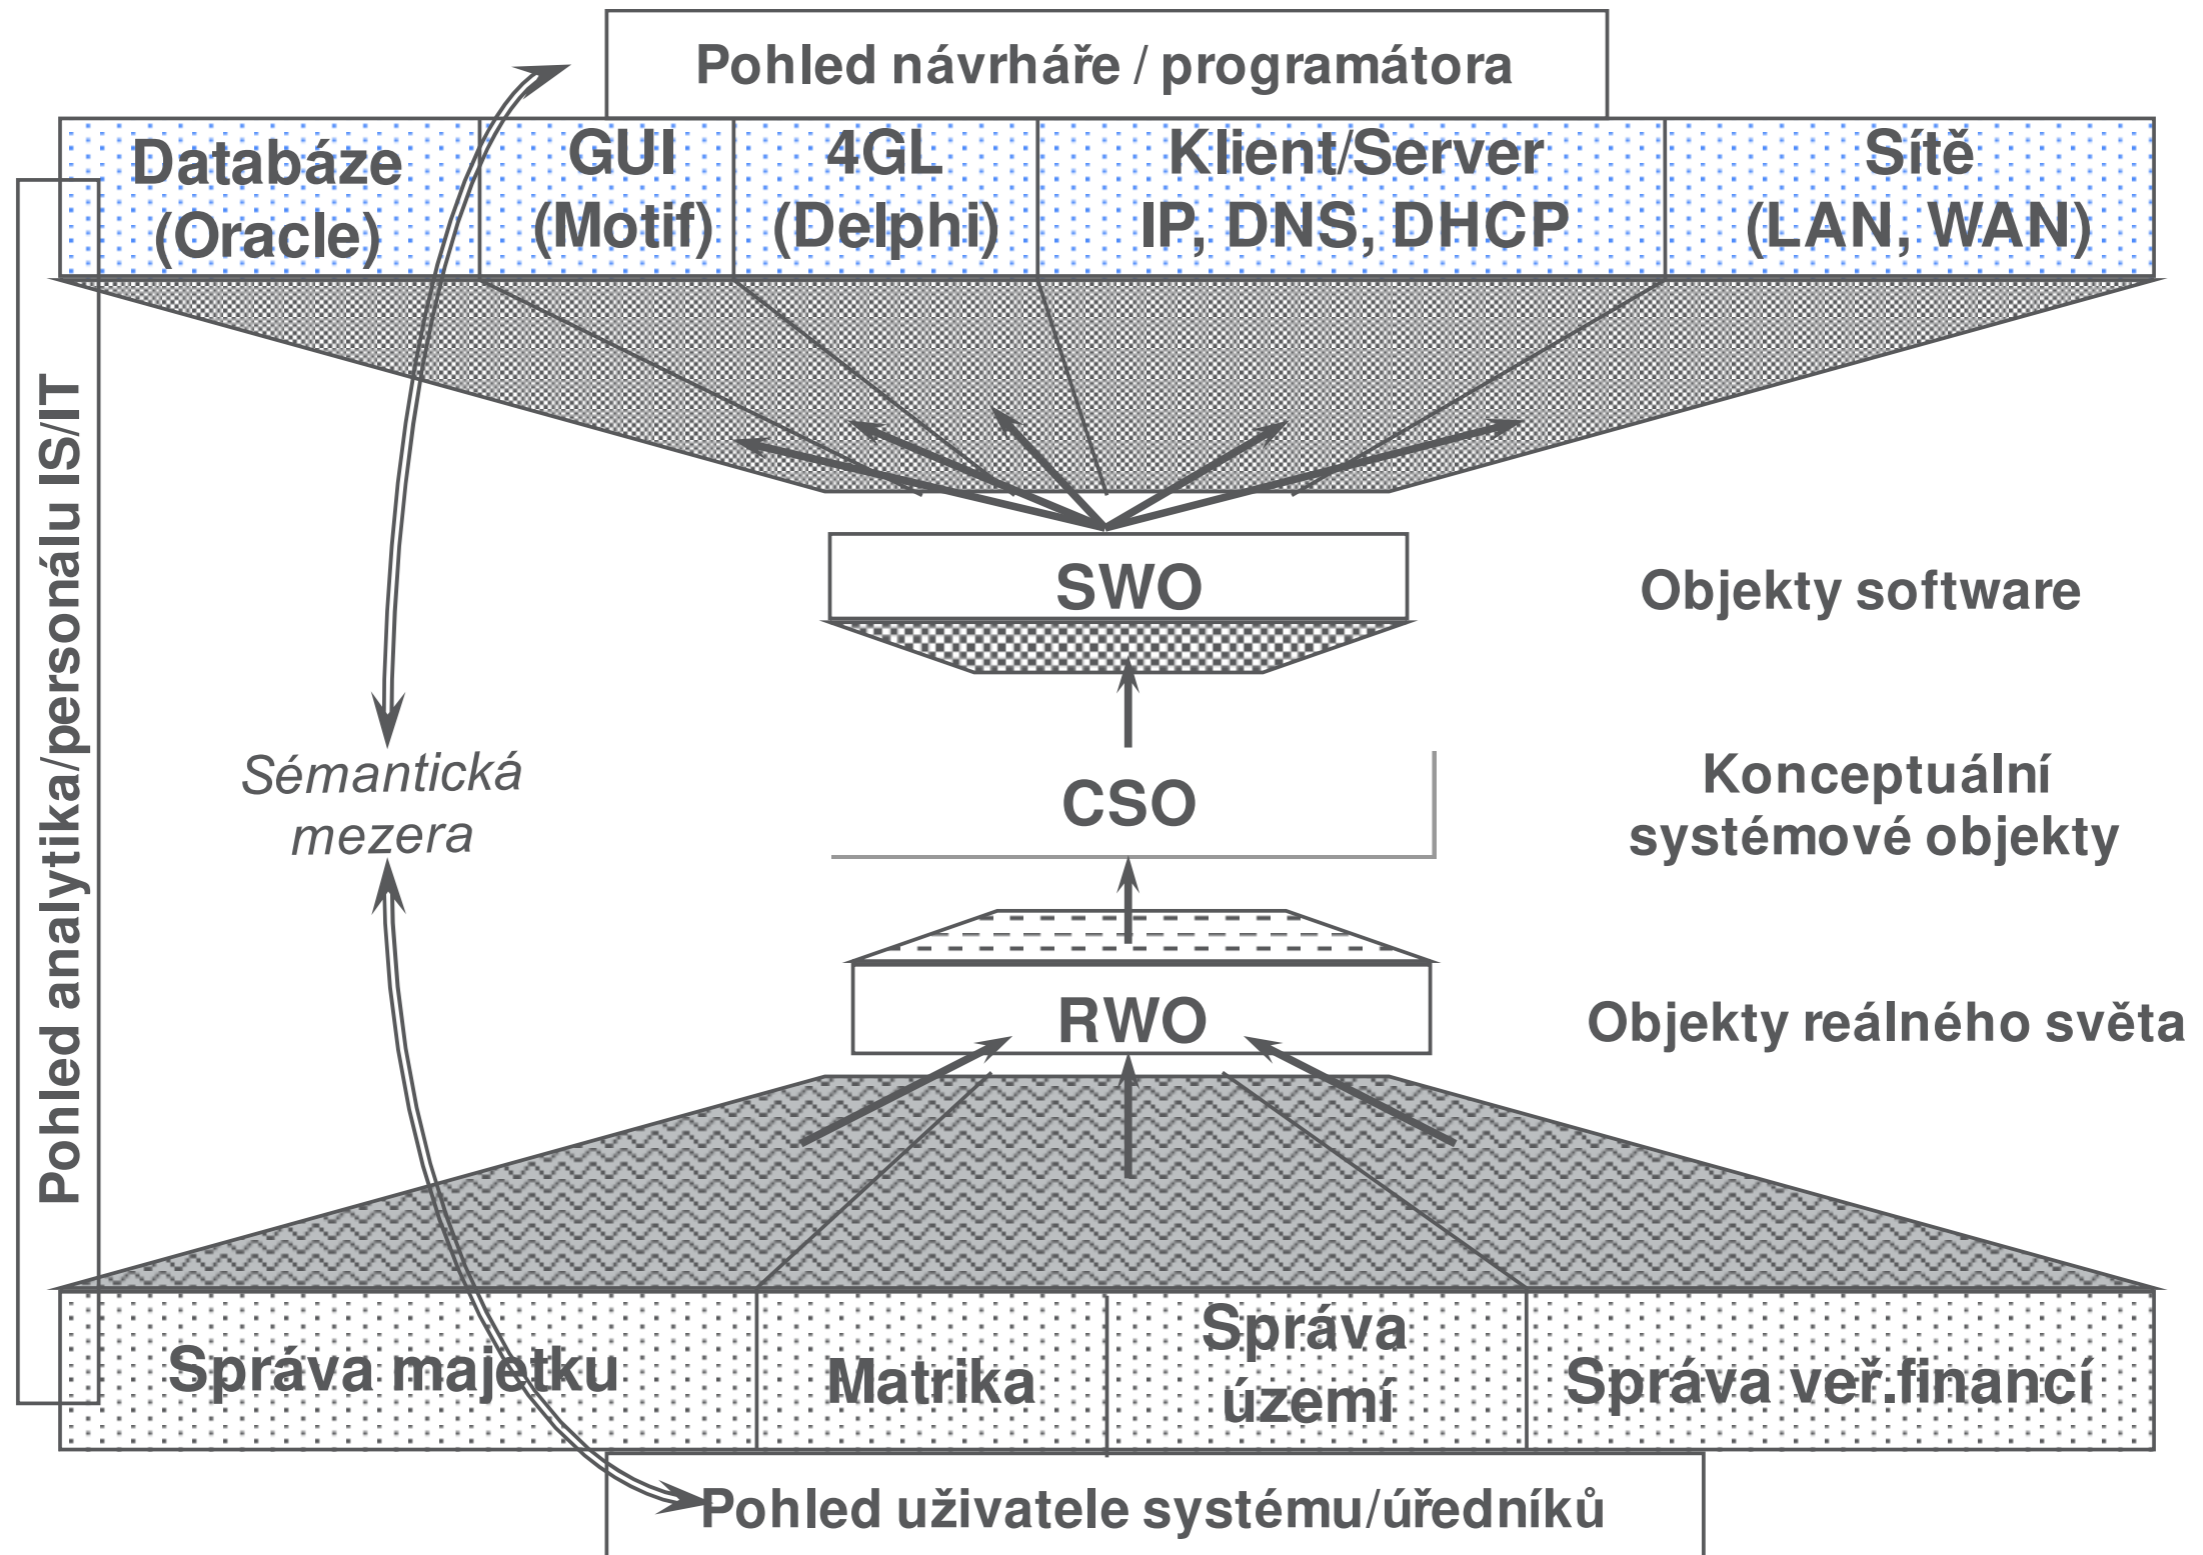 Pohled návrháře / programátora
Databáze
(Oracle)
GUI
(Motif)
4GL
(Delphi)
Klient/Server
IP, DNS, DHCP
Sítě
(LAN, WAN)
Pohled analytika/personálu IS/IT
SWO
Objekty software
Sémantická
mezera
CSO
Konceptuální
systémové objekty
RWO
Objekty reálného světa
Správa majetku
Matrika
Správa
území
Správa veř.financí
Pohled uživatele systému/úředníků